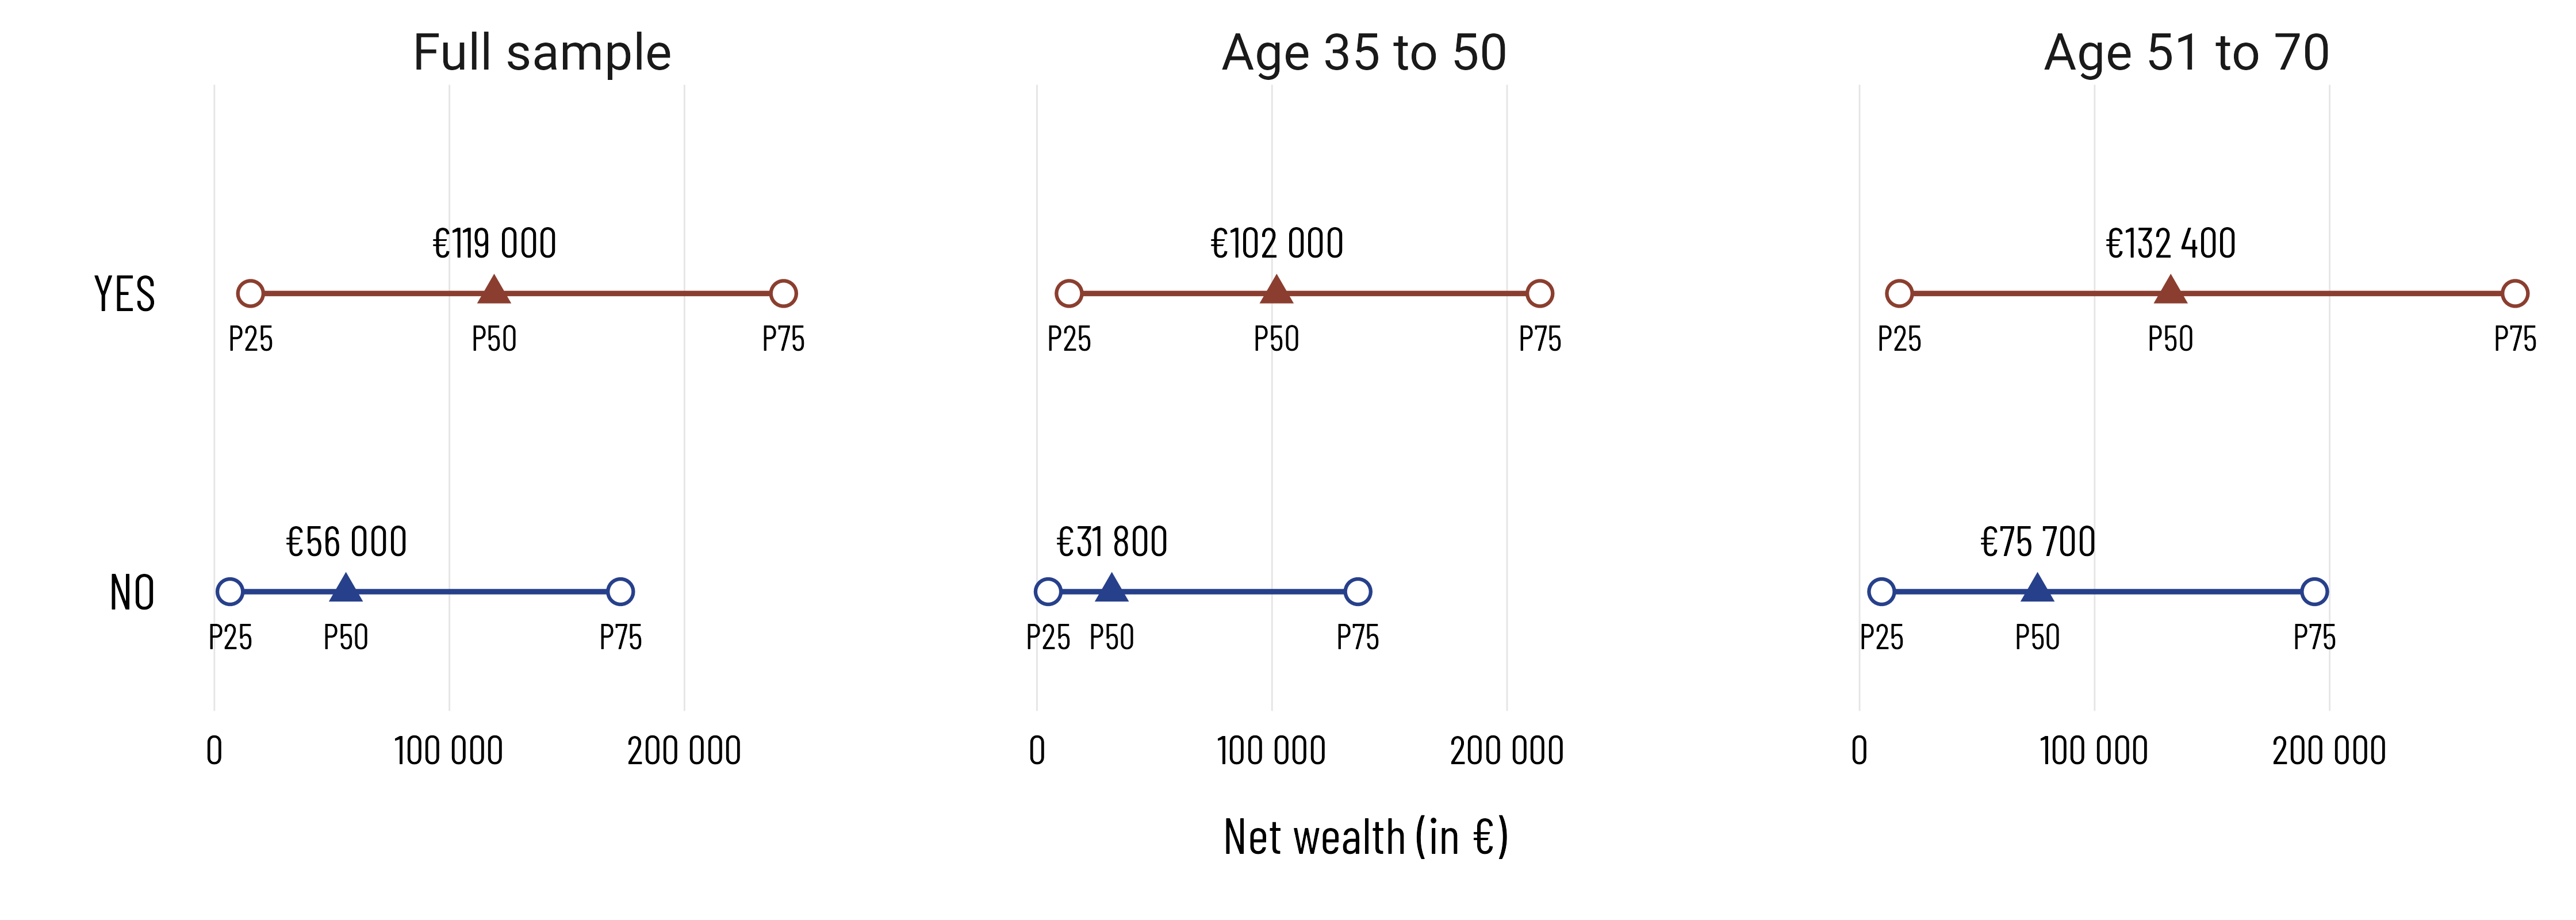 Full sample
Age 35 to 50
Age 51 to 70
YES
€119 000
P25 P50 P75
€102 000
P25 P50 P75
€132 400
P25 P50 P75
NO
€56 000
P25 P50 P75
€31 800
P25 P50 P75
€75 700
P25 P50 P75
0 100 000 200 000
0 100 000 200 000
0 100 000 200 000
Net wealth (in €)